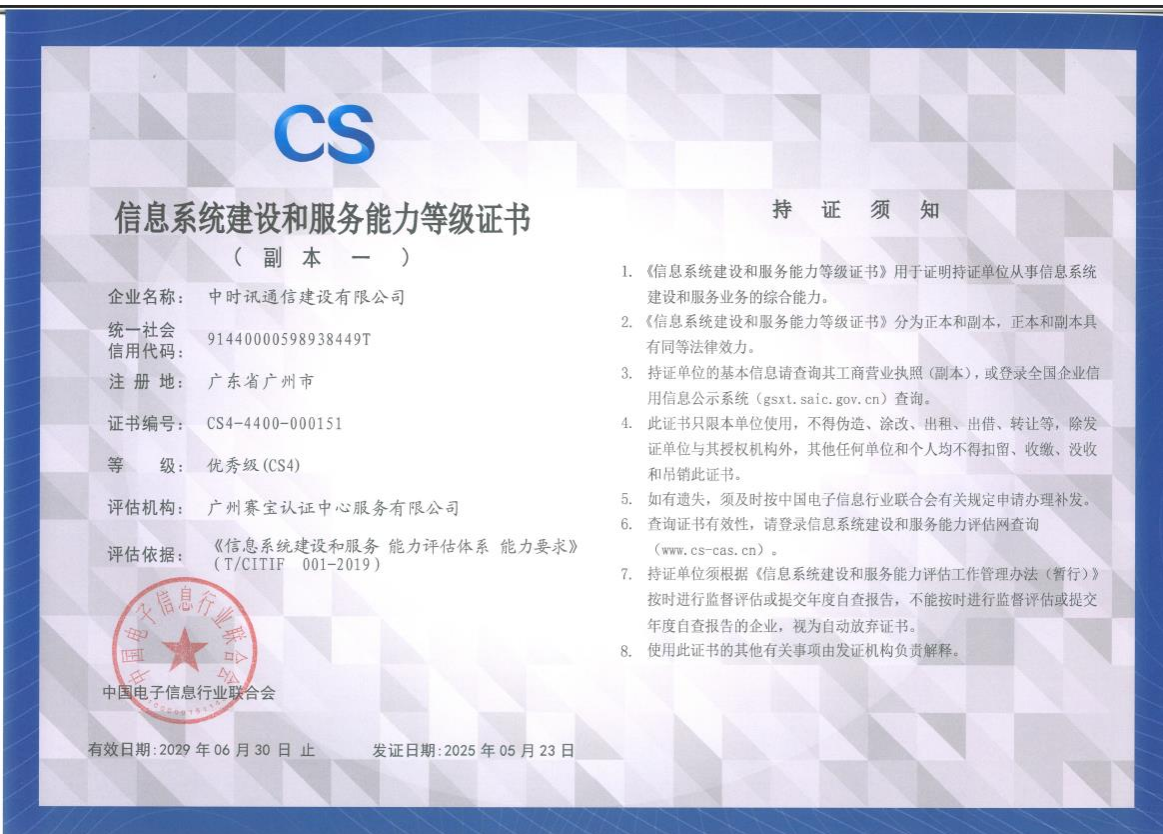 CS
信息系统建设和服务能力等级证书
（副本一）
企业名称：中时讯通信建设有限公司
统一社会
信用代码：91440000598938449T
注册地：广东省广州市
证书编号：CS4-4400-000151
等级：优秀级(CS4)
评估机构：广州赛宝认证中心服务有限公司
评估依据：《信息系统建设和服务 能力评估体系 能力要求》
(T/CITIF 001-2019)
中国电子信息行业联合会
中国电子信息行业联合会
有效日期:2029年06月30日止
发证日期:2025年05月23日
持证须知
1. 《信息系统建设和服务能力等级证书》用于证明持证单位从事信息系统
建设和服务业务的综合能力。
2. 《信息系统建设和服务能力等级证书》分为正本和副本，正本和副本具
有同等法律效力。
3. 持证单位的基本信息请查询其工商营业执照（副本），或登录全国企业信
用信息公示系统（gsxt.saic.gov.cn）查询。
4. 此证书只限本单位使用，不得伪造、涂改、出租、出借、转让等，除发
证单位与其授权机构外，其他任何单位和个人均不得扣留、收缴、没收
和吊销此证书。
5. 如有遗失，须及时按中国电子信息行业联合会有关规定申请办理补发。
6. 查询证书有效性，请登录信息系统建设和服务能力评估网查询
（www.cs-cas.cn）。
7. 持证单位须根据《信息系统建设和服务能力评估工作管理办法（暂行）》
按时进行监督评估或提交年度自查报告，不能按时进行监督评估或提交
年度自查报告的企业，视为自动放弃证书。
8. 使用此证书的其他有关事项由发证机构负责解释。